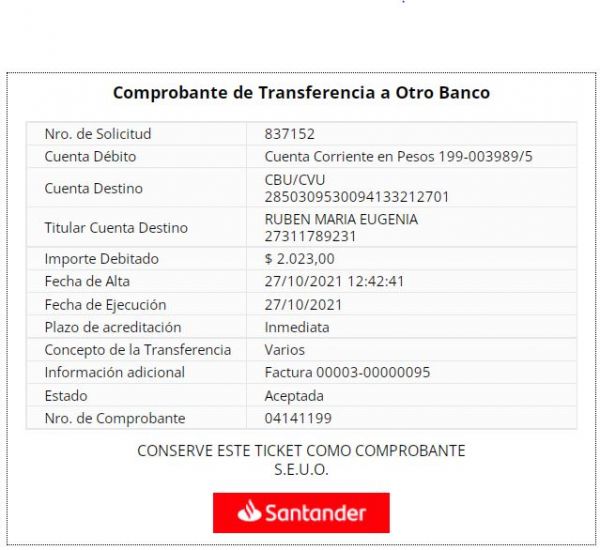 Comprobante de Transferencia a Otro Banco
Nro. de Solicitud 837152
Cuenta Débito Cuenta Corriente en Pesos 199-003989/5
Cuenta Destino CBU/CVU
2850309530094133212701
Titular Cuenta Destino RUBEN MARIA EUGENIA
27311789231
Importe Debitado $ 2.023,00
Fecha de Alta 27/10/2021 12:42:41
Fecha de Ejecución 27/10/2021
Plazo de acreditación Inmediata
Concepto de la Transferencia Varios
Información adicional Factura 00003-00000095
Estado Aceptada
Nro. de Comprobante 04141199
CONSERVE ESTE TICKET COMO COMPROBANTE
S.E.U.O.
Santander